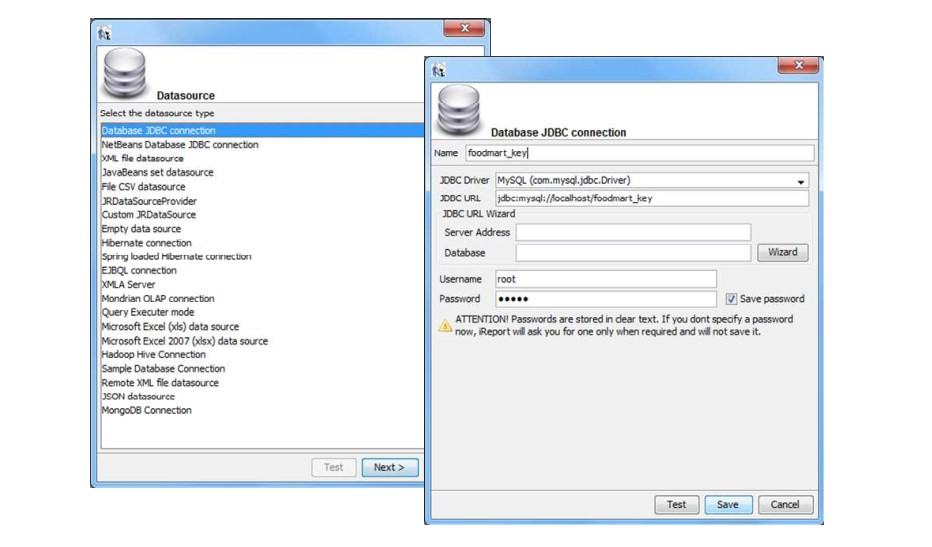 Datasource
Select the datasource type
Database JDBC connection
NetBeans Database JDBC connection
XML file datasource
JavaBeans set datasource
File CSV datasource
JRDataSourceProvider
Custom JRDataSource
Empty data source
Hibernate connection
Spring loaded Hibernate connection
EJBQL connection
XMLA Server
Mondrian OLAP connection
Query Executer mode
Microsoft Excel (xls) data source
Microsoft Excel 2007 (xlsx) data source
Hadoop Hive Connection
Sample Database Connection
Remote XML file datasource
JSON datasource
MongoDB Connection
Test Next >
Database JDBC connection
Name foodmart_key
JDBC Driver MySQL (com.mysql.jdbc.Driver)
JDBC URL jdbc:mysql://localhost/foodmart_key
JDBC URL Wizard
Server Address
Database Wizard
Username root
Password ●●●●● Save password
ATTENTION! Passwords are stored in clear text. If you dont specify a password
now, iReport will ask you for one only when required and will not save it.
Test Save Cancel